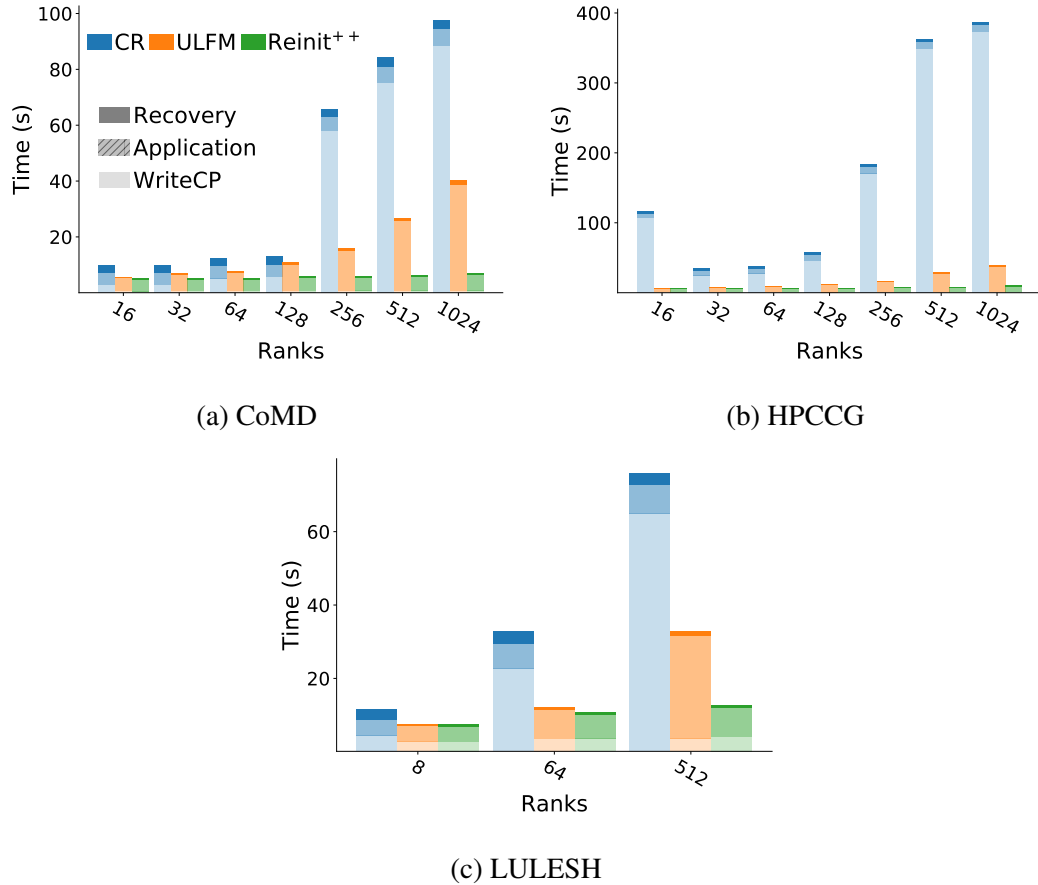 100
80
60
40
20
Time (s)
CR ULFM Reinit++
Recovery
Application
WriteCP
16 32 64 128 256 512 1024
Ranks
(a) CoMD
400
300
200
100
Time (s)
16 32 64 128 256 512 1024
Ranks
(b) HPCCG
60
40
20
Time (s)
8 64 512
Ranks
(c) LULESH